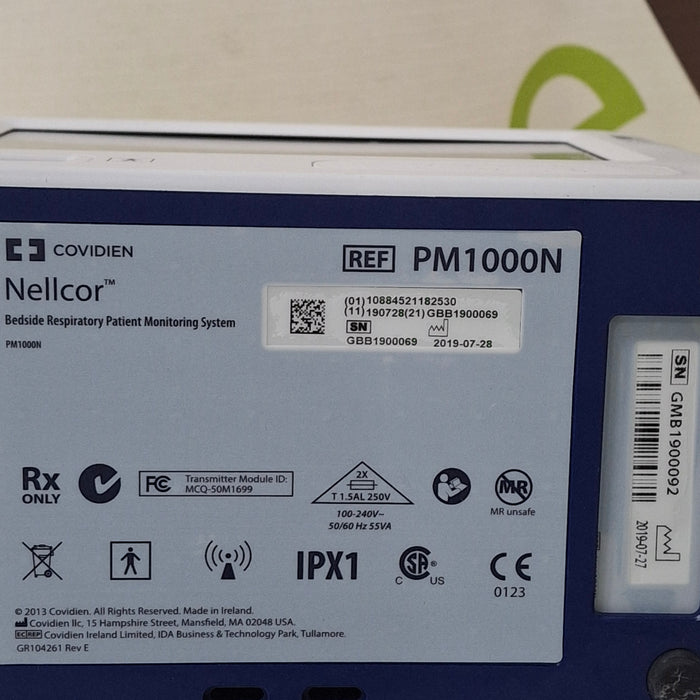 COVIDIEN
REF PM1000N
Nellcor™
Bedside Respiratory Patient Monitoring System
PM1000N
(01)10884521182530
(11)190728(21)GBB1900069
SN
GBB1900069 2019-07-28
SN GMB1900092
2019-07-27
Rx ONLY
FC Transmitter Module ID:
MCQ-50M1699
2X
T 1.5AL 250V
100-240V~
50/60 Hz 55VA
MR
MR unsafe
IPX1
C SA® US
CE
0123
© 2013 Covidien. All Rights Reserved. Made in Ireland.
Covidien llc, 15 Hampshire Street, Mansfield, MA 02048 USA.
EC REP Covidien Ireland Limited, IDA Business & Technology Park, Tullamore.
GR104261 Rev E